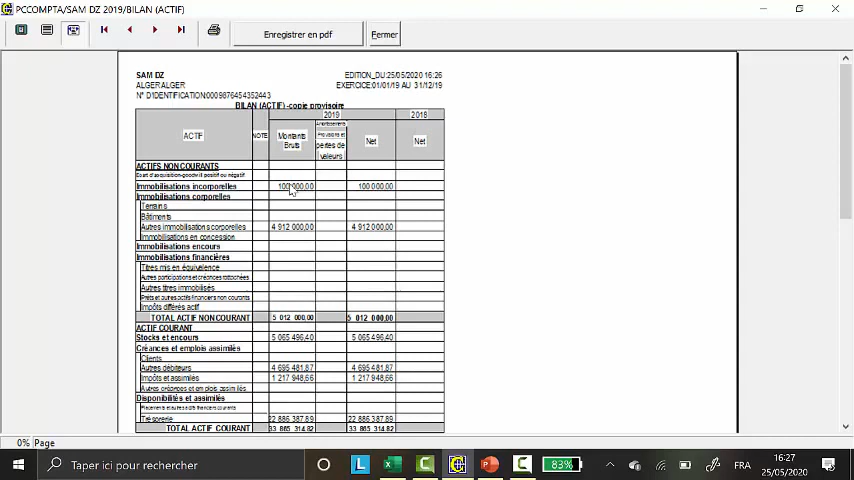 PCCOMPTA/SAM DZ 2019/BILAN (ACTIF)
Enregistrer en pdf
Fermer
SAM DZ
EDITION_DU:25/05/2020 16:26
ALGER ALGER
EXERCICE:01/01/19 AU 31/12/19
N° D'IDENTIFICATION:0009876454352443
BILAN (ACTIF) -copie provisoire
2019
2018
ACTIF
NOTE
Montants Bruts
Amortissements Provisions et pertes de valeurs
Net
Net
ACTIFS NON COURANTS
Ecart d'acquisition-goodwill positif ou négatif
Immobilisations incorporelles 100 000,00 100 000,00
Immobilisations corporelles
Terrains
Bâtiments
Autres immobilisations corporelles 4 912 000,00 4 912 000,00
Immobilisations en concession
Immobilisations encours
Immobilisations financières
Titres mis en équivalence
Autres participations et créances rattachées
Autres titres immobilisés
Prêts et autres actifs financiers non courants
Impôts différés actif
TOTAL ACTIF NON COURANT 5 012 000,00 5 012 000,00
ACTIF COURANT
Stocks et encours 5 065 496,40 5 065 496,40
Créances et emplois assimilés
Clients
Autres débiteurs 4 695 481,87 4 695 481,87
Impôts et assimilés 1 217 948,66 1 217 948,66
Autres créances et emplois assimilés
Disponibilités et assimilés
Placements et autres actifs financiers courants
Trésorerie 22 886 387,89 22 886 387,89
TOTAL ACTIF COURANT 33 865 314,82 33 865 314,82
0% Page
Taper ici pour rechercher
83%
FRA
16:27
25/05/2020